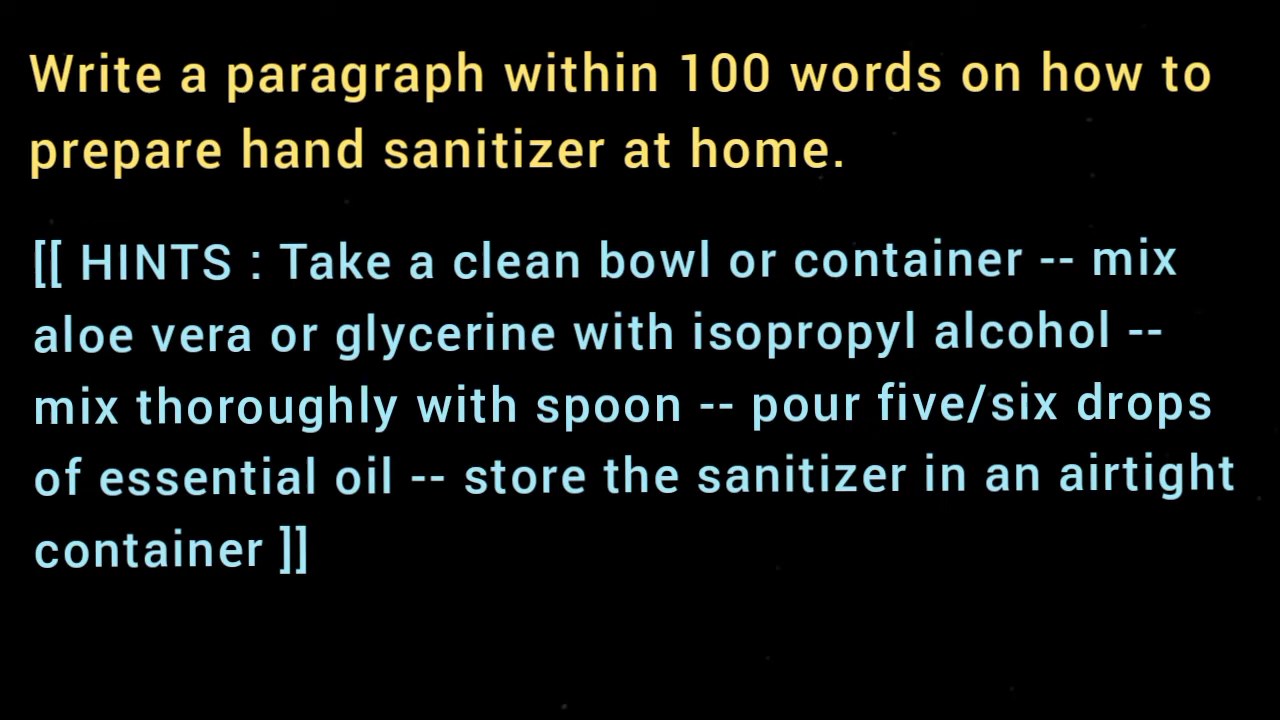 Write a paragraph within 100 words on how to
prepare hand sanitizer at home.
[[ HINTS : Take a clean bowl or container -- mix
aloe vera or glycerine with isopropyl alcohol --
mix thoroughly with spoon -- pour five/six drops
of essential oil -- store the sanitizer in an airtight
container ]]